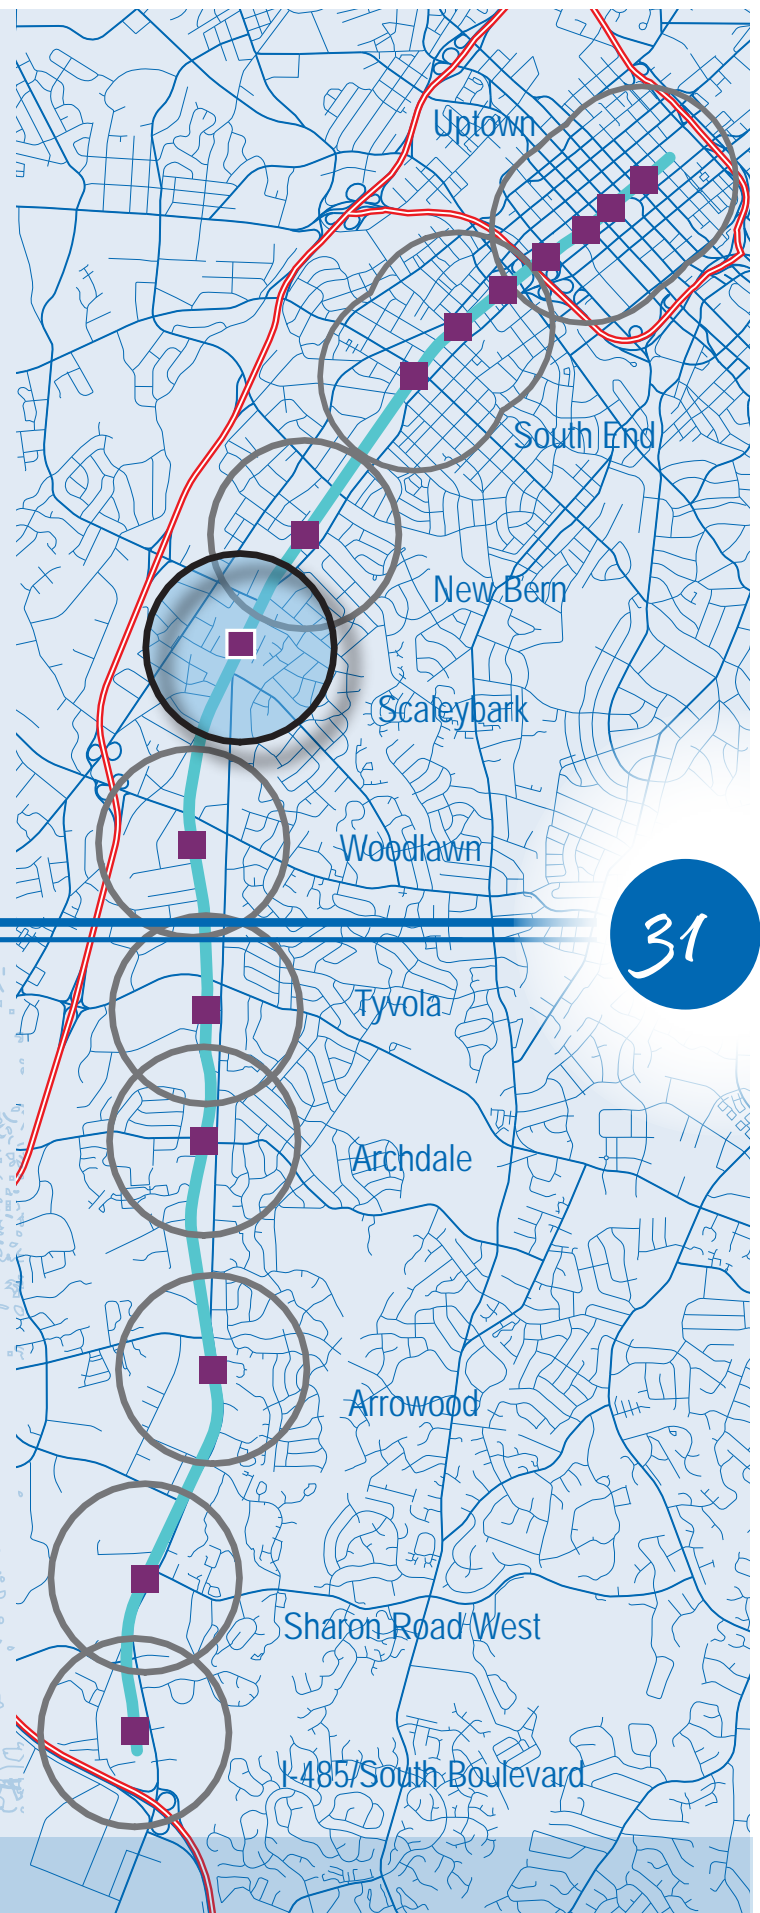 Uptown
South End
New Bern
Scaleybark
Woodlawn
31
Tyvola
Archdale
Arrowood
Sharon Road West
I-485/South Boulevard